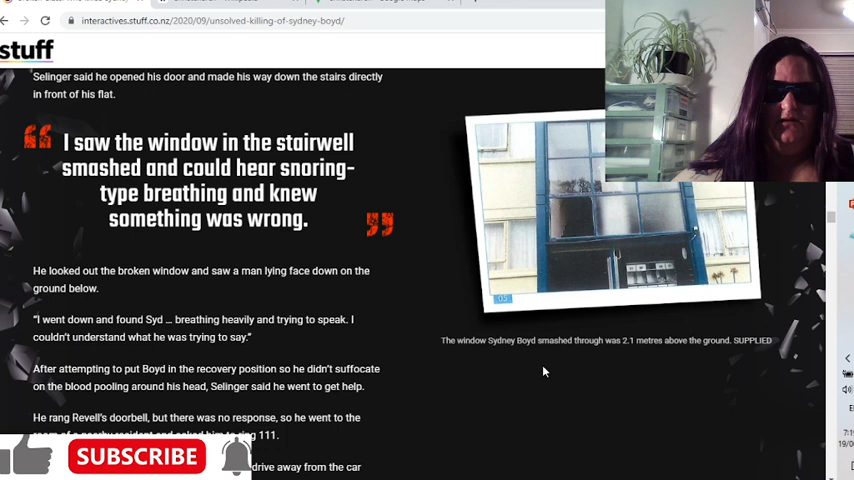 interactives.stuff.co.nz/2020/09/unsolved-killing-of-sydney-boyd/
stuff
Selinger said he opened his door and made his way down the stairs directly
in front of his flat.
I saw the window in the stairwell
smashed and could hear snoring-
type breathing and knew
something was wrong.
He looked out the broken window and saw a man lying face down on the
ground below.
“I went down and found Syd ... breathing heavily and trying to speak. I
couldn’t understand what he was trying to say.”
After attempting to put Boyd in the recovery position so he didn’t suffocate
on the blood pooling around his head, Selinger said he went to get help.
He rang Revell’s doorbell, but there was no response, so he went to the
ng 111.
drive away from the car
05
The window Sydney Boyd smashed through was 2.1 metres above the ground. SUPPLIED
SUBSCRIBE